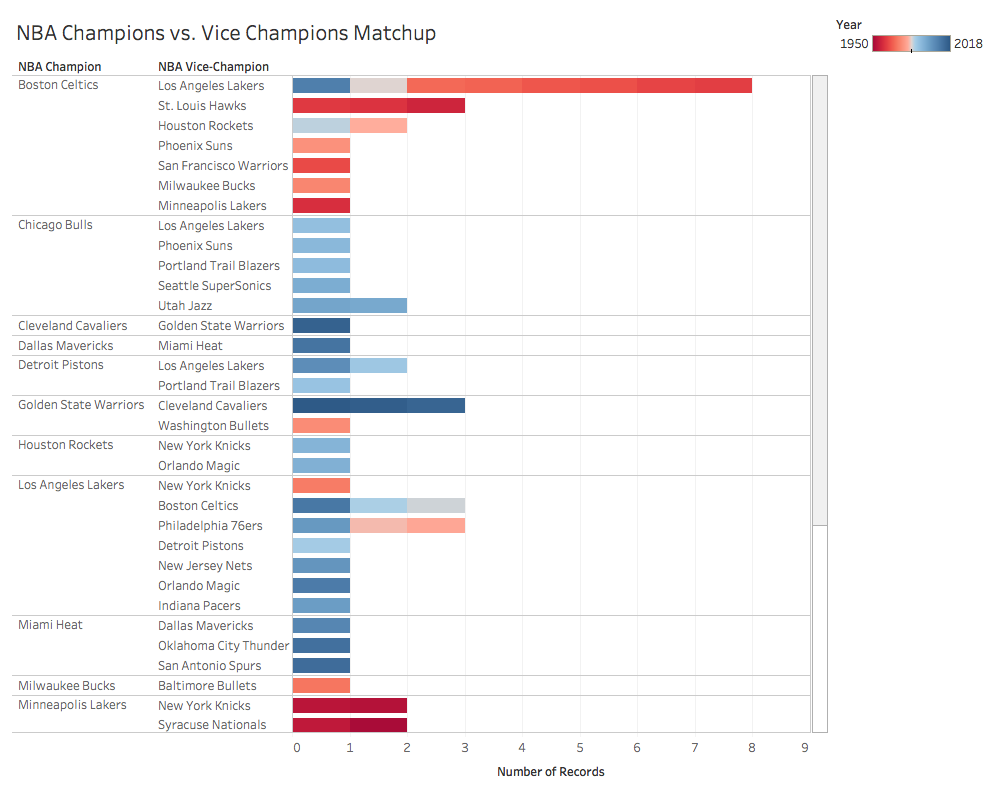 NBA Champions vs. Vice Champions Matchup
Year
1950 2018
NBA Champion NBA Vice-Champion
Boston Celtics Los Angeles Lakers
St. Louis Hawks
Houston Rockets
Phoenix Suns
San Francisco Warriors
Milwaukee Bucks
Minneapolis Lakers
Chicago Bulls Los Angeles Lakers
Phoenix Suns
Portland Trail Blazers
Seattle SuperSonics
Utah Jazz
Cleveland Cavaliers Golden State Warriors
Dallas Mavericks Miami Heat
Detroit Pistons Los Angeles Lakers
Portland Trail Blazers
Golden State Warriors Cleveland Cavaliers
Washington Bullets
Houston Rockets New York Knicks
Orlando Magic
Los Angeles Lakers New York Knicks
Boston Celtics
Philadelphia 76ers
Detroit Pistons
New Jersey Nets
Orlando Magic
Indiana Pacers
Miami Heat Dallas Mavericks
Oklahoma City Thunder
San Antonio Spurs
Milwaukee Bucks Baltimore Bullets
Minneapolis Lakers New York Knicks
Syracuse Nationals
0 1 2 3 4 5 6 7 8 9
Number of Records